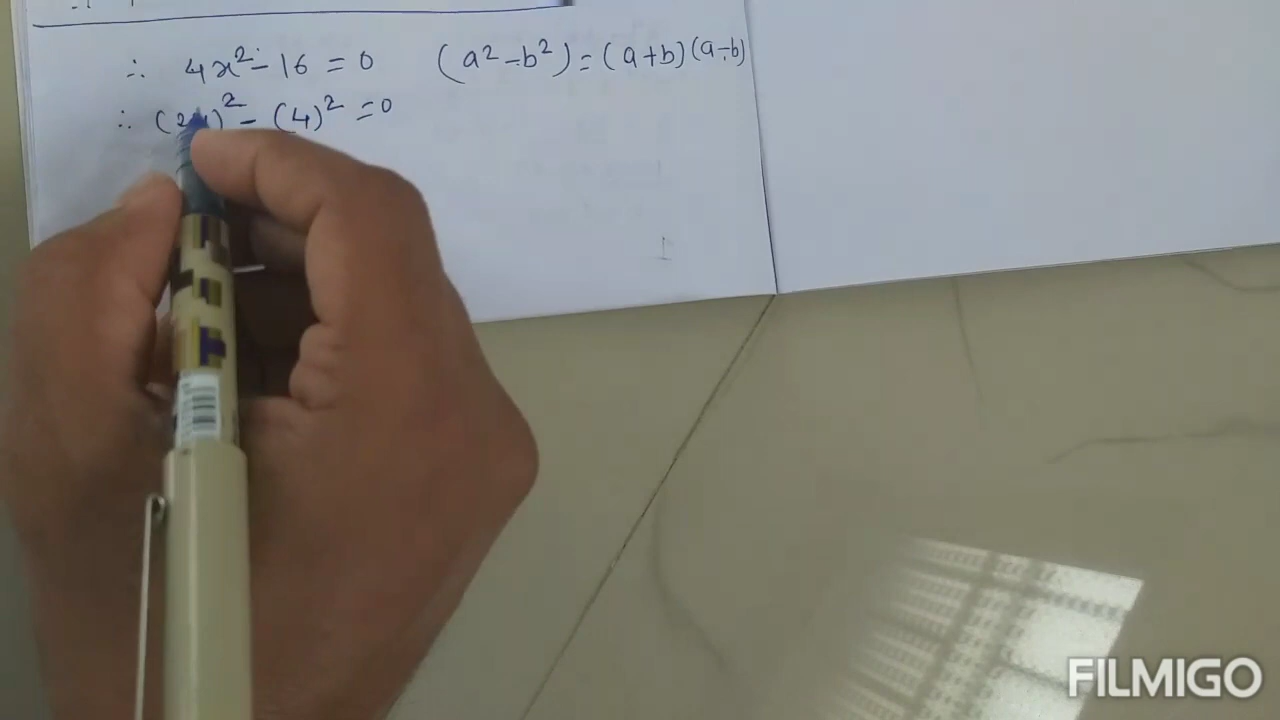 ∴ 4x² - 16 = 0 (a² - b²) = (a + b) (a - b)
∴ (2x)² - (4)² = 0
FILMIGO